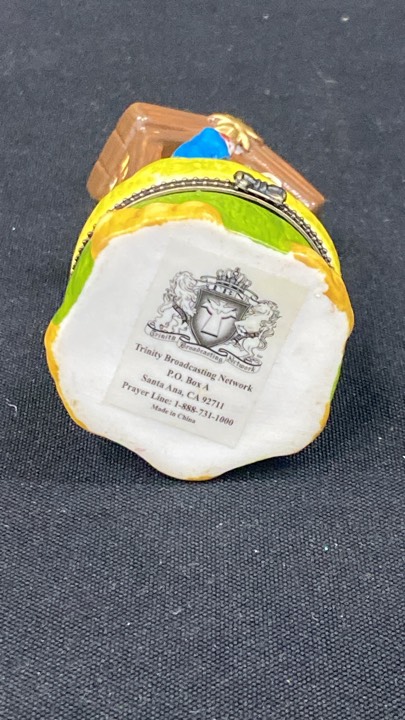 Trinity Broadcasting Network
Trinity Broadcasting Network
P.O. Box A
Santa Ana, CA 92711
Prayer Line: 1-888-731-1000
Made in China